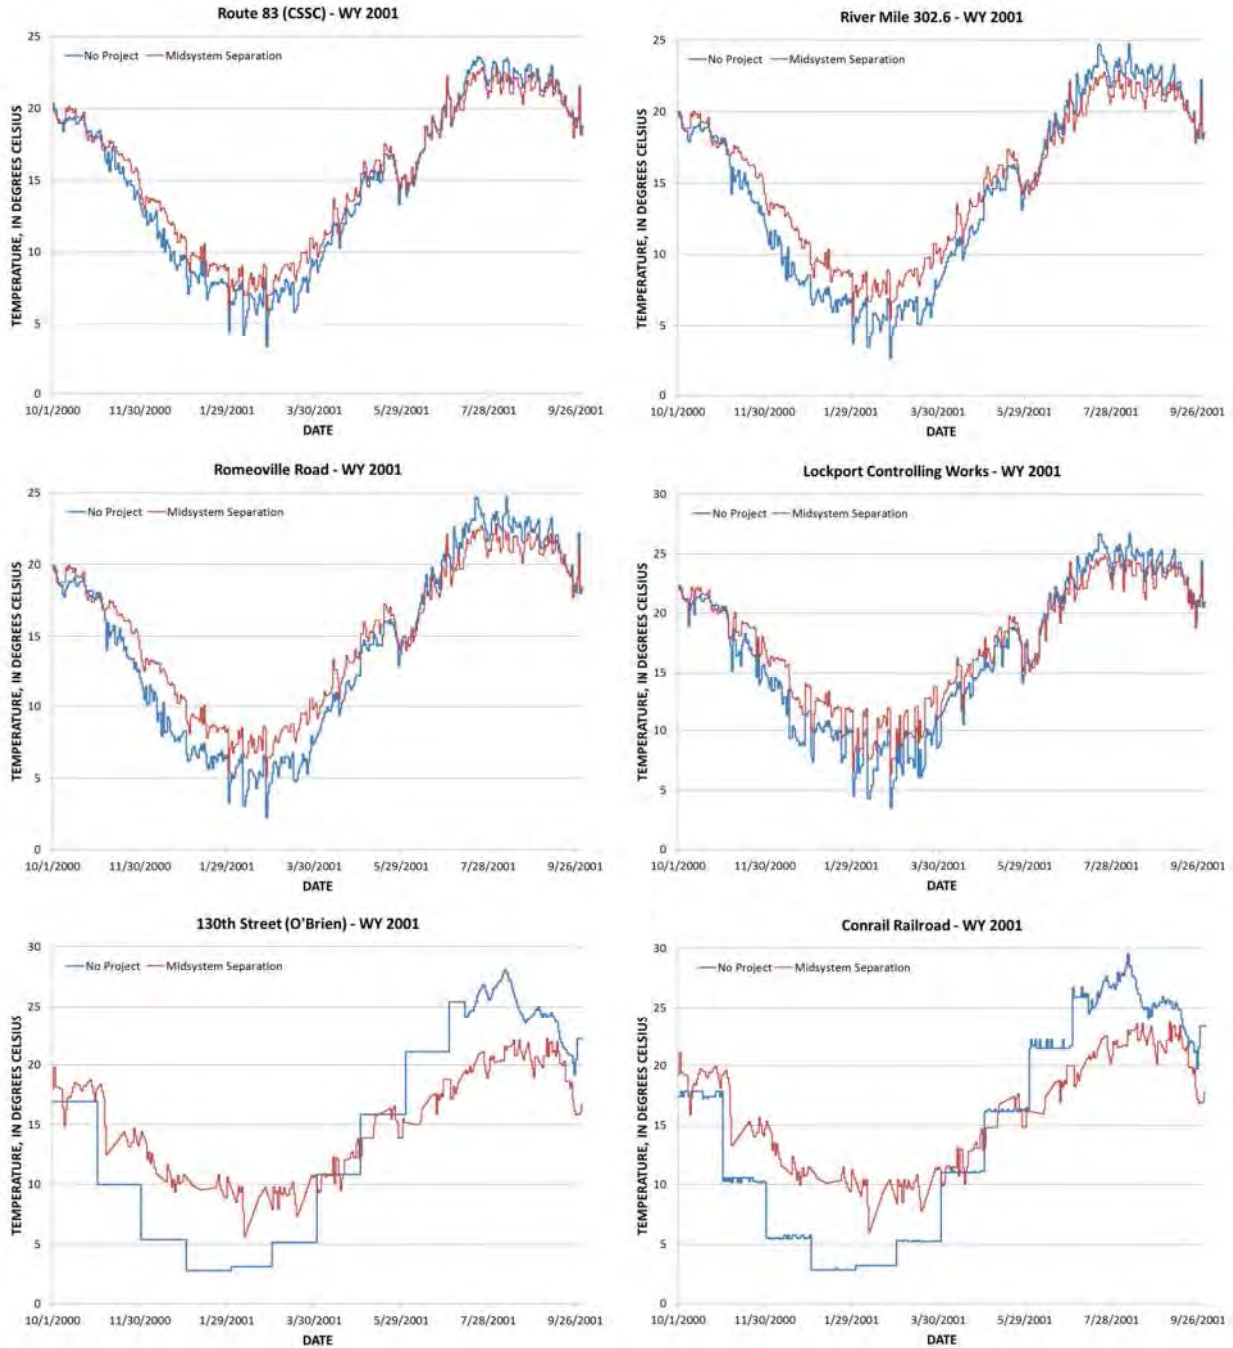 Route 83 (CSSC) - WY 2001
TEMPERATURE, IN DEGREES CELSIUS
25
20
15
10
5
0
No Project
Midsystem Separation
10/1/2000 11/30/2000 1/29/2001 3/30/2001 5/29/2001 7/28/2001 9/26/2001
DATE
River Mile 302.6 - WY 2001
TEMPERATURE, IN DEGREES CELSIUS
25
20
15
10
5
0
No Project
Midsystem Separation
10/1/2000 11/30/2000 1/29/2001 3/30/2001 5/29/2001 7/28/2001 9/26/2001
DATE
Romeoville Road - WY 2001
TEMPERATURE, IN DEGREES CELSIUS
25
20
15
10
5
0
No Project
Midsystem Separation
10/1/2000 11/30/2000 1/29/2001 3/30/2001 5/29/2001 7/28/2001 9/26/2001
DATE
Lockport Controlling Works - WY 2001
TEMPERATURE, IN DEGREES CELSIUS
30
25
20
15
10
5
0
No Project
Midsystem Separation
10/1/2000 11/30/2000 1/29/2001 3/30/2001 5/29/2001 7/28/2001 9/26/2001
DATE
130th Street (O'Brien) - WY 2001
TEMPERATURE, IN DEGREES CELSIUS
30
25
20
15
10
5
0
No Project
Midsystem Separation
10/1/2000 11/30/2000 1/29/2001 3/30/2001 5/29/2001 7/28/2001 9/26/2001
DATE
Conrail Railroad - WY 2001
TEMPERATURE, IN DEGREES CELSIUS
30
25
20
15
10
5
0
No Project
Midsystem Separation
10/1/2000 11/30/2000 1/29/2001 3/30/2001 5/29/2001 7/28/2001 9/26/2001
DATE